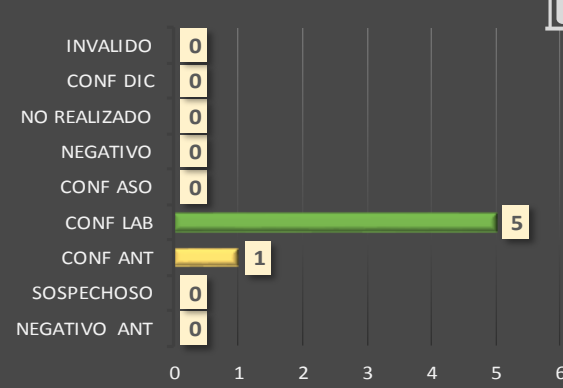 INVALIDO 0
CONF DIC 0
NO REALIZADO 0
NEGATIVO 0
CONF ASO 0
CONF LAB 5
CONF ANT 1
SOSPECHOSO 0
NEGATIVO ANT 0
0 1 2 3 4 5 6